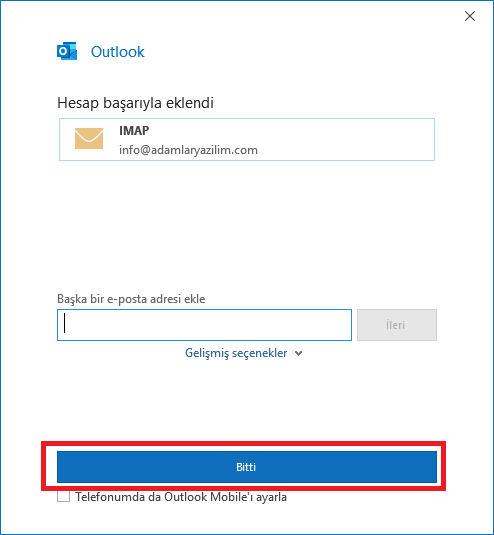 Outlook
Hesap başarıyla eklendi
IMAP
info@adamlaryazilim.com
Başka bir e-posta adresi ekle
İleri
Gelişmiş seçenekler
Bitti
Telefonumda da Outlook Mobile'ı ayarla